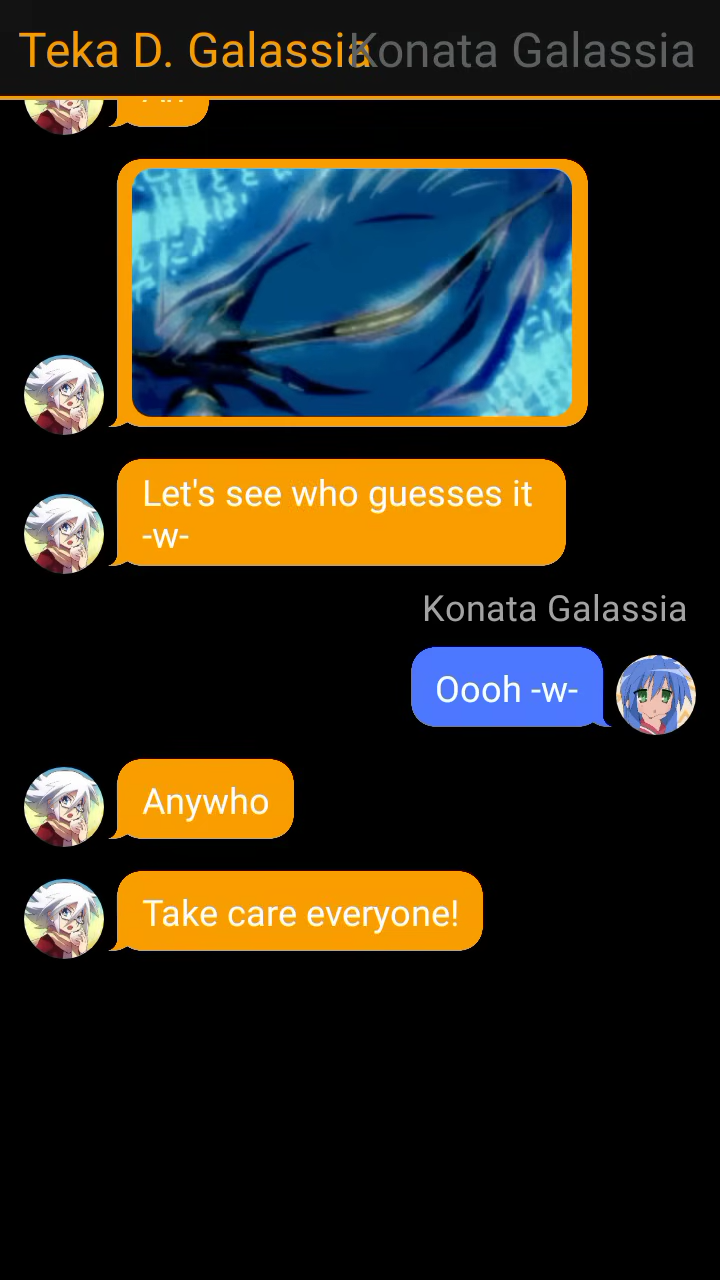 Teka D. Galassia
Konata Galassia
Let's see who guesses it
-w-
Konata Galassia
Oooh -w-
Anywho
Take care everyone!